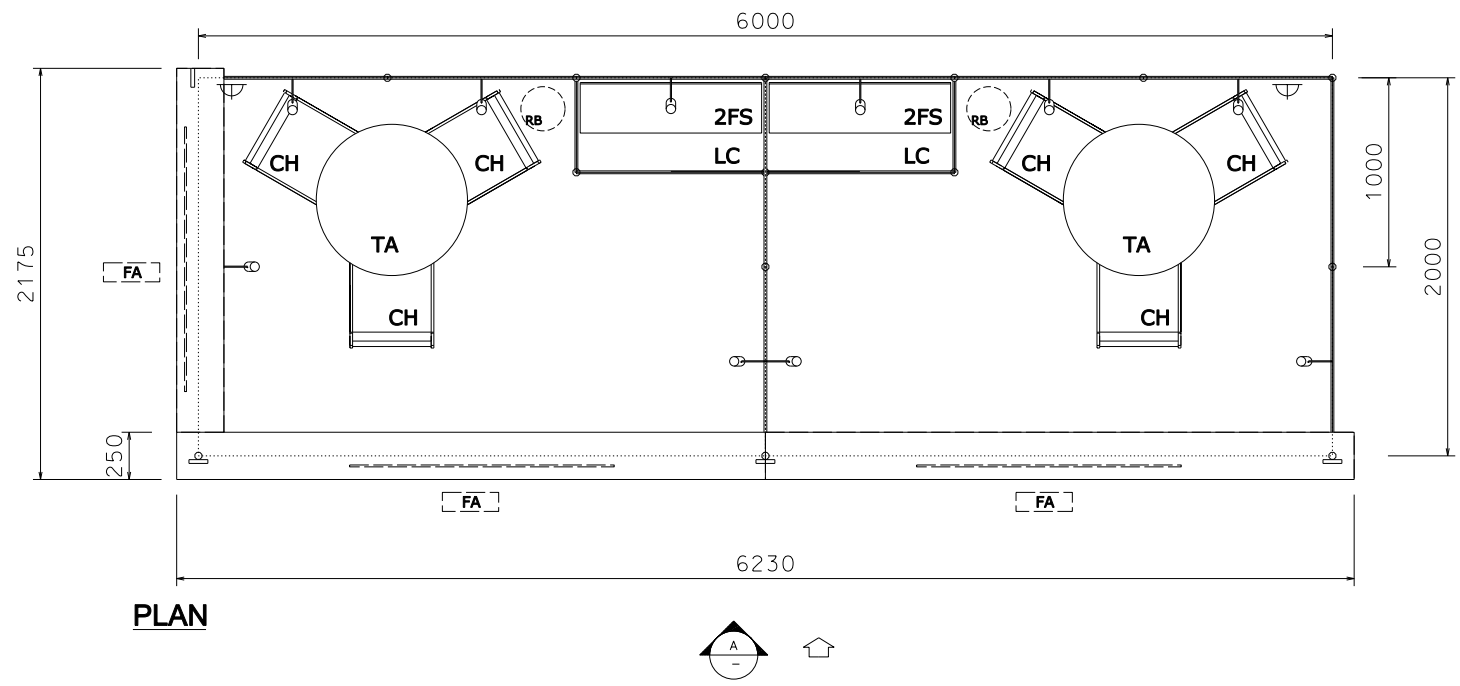 6000
2FS
2FS
RB
RB
LC
LC
CH
CH
CH
CH
1000
TA
TA
2175
FA
2000
CH
CH
250
FA
FA
6230
PLAN
A
–